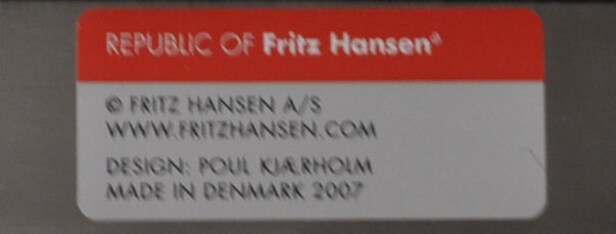 REPUBLIC OF Fritz Hansen®
© FRITZ HANSEN A/S
WWW.FRITZHANSEN.COM
DESIGN: POUL KJÆRHOLM
MADE IN DENMARK 2007